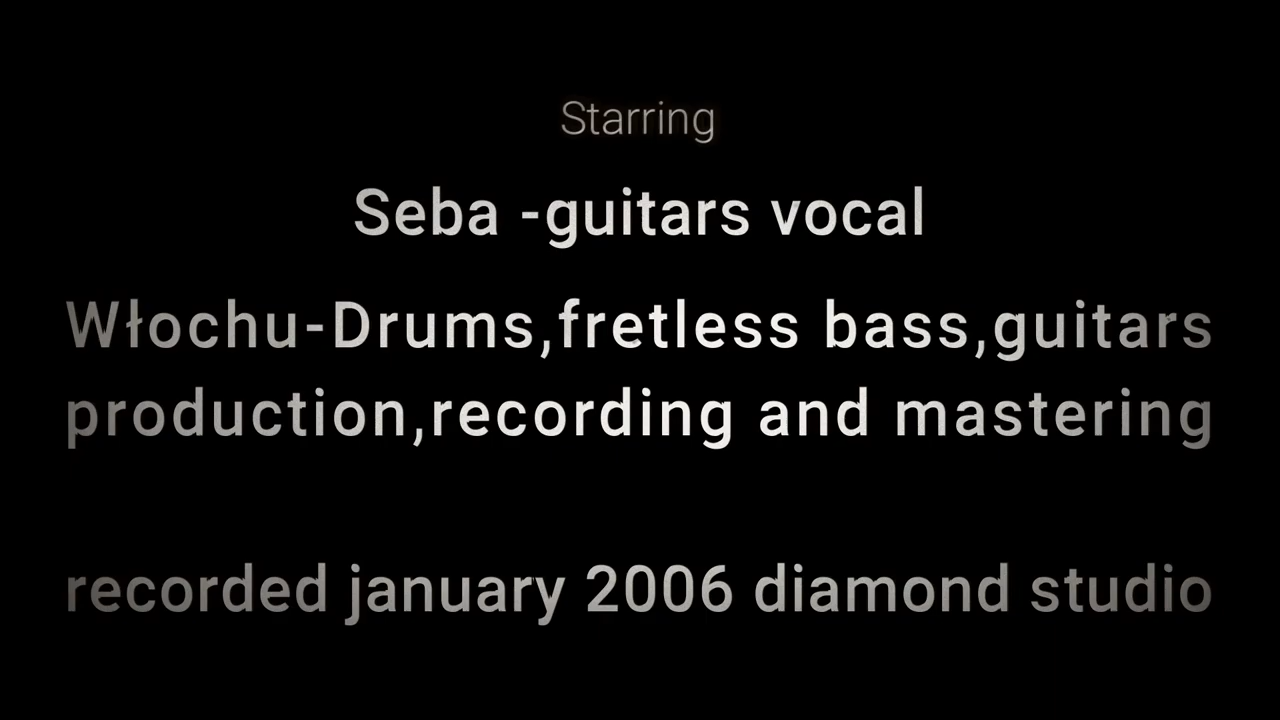 Starring
Seba -guitars vocal
Włochu-Drums,fretless bass,guitars
production,recording and mastering
recorded january 2006 diamond studio